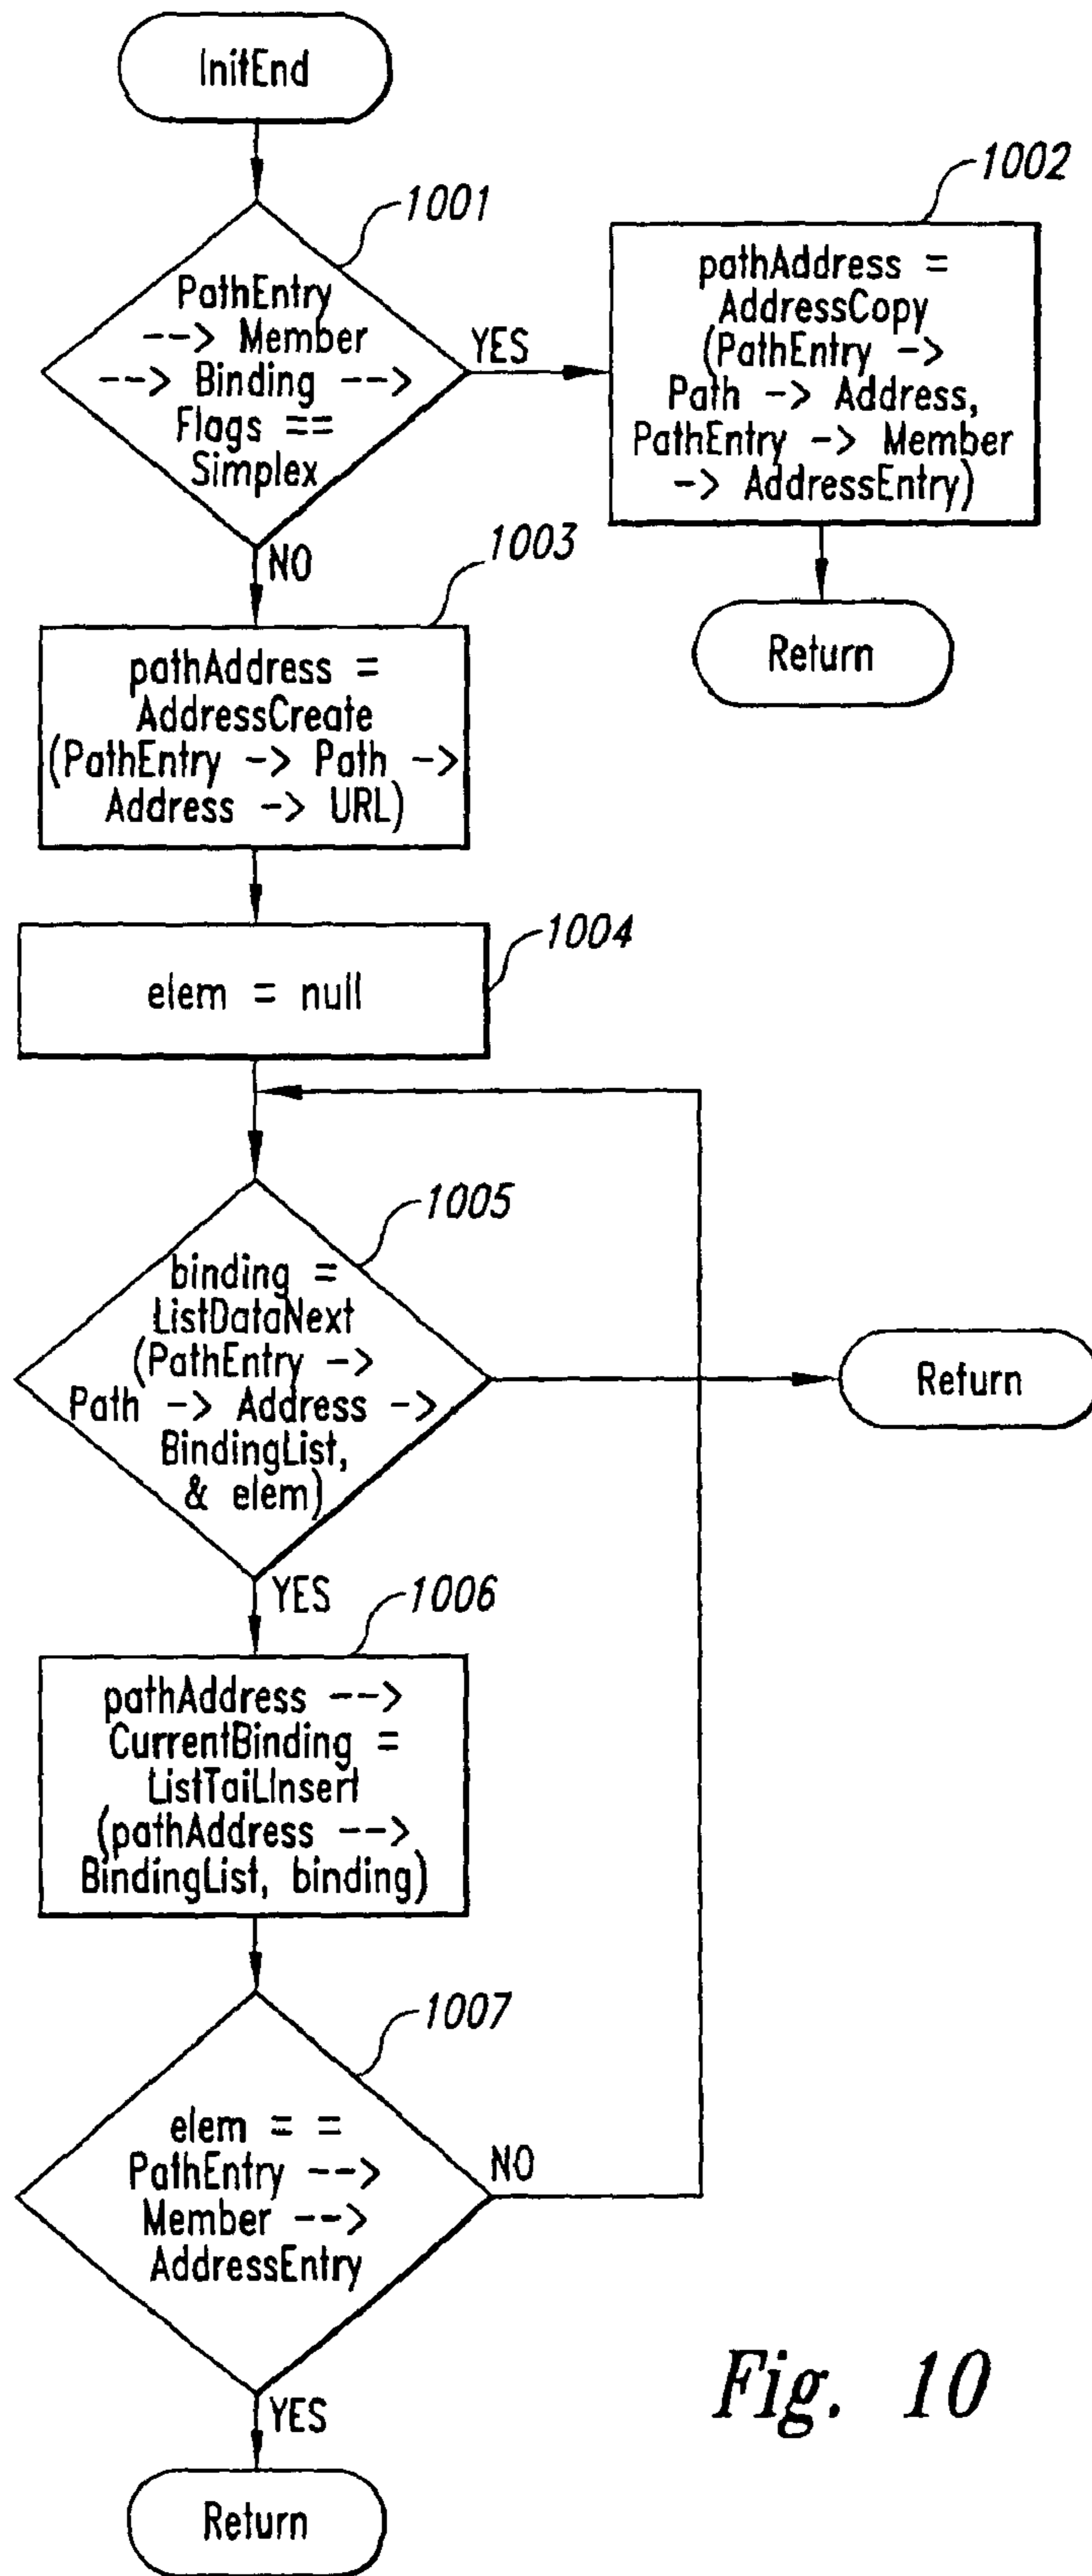 InitEnd
1001
PathEntry
--> Member
--> Binding -->
Flags ==
Simplex
YES
NO
1002
pathAddress =
AddressCopy
(PathEntry ->
Path -> Address,
PathEntry -> Member
-> AddressEntry)
Return
1003
pathAddress =
AddressCreate
(PathEntry -> Path ->
Address -> URL)
1004
elem = null
1005
binding =
ListDataNext
(PathEntry ->
Path -> Address ->
BindingList,
& elem)
Return
YES
1006
pathAddress -->
CurrentBinding =
ListTaiLInsert
(pathAddress -->
BindingList, binding)
1007
elem = =
PathEntry -->
Member -->
AddressEntry
NO
YES
Return
Fig. 10